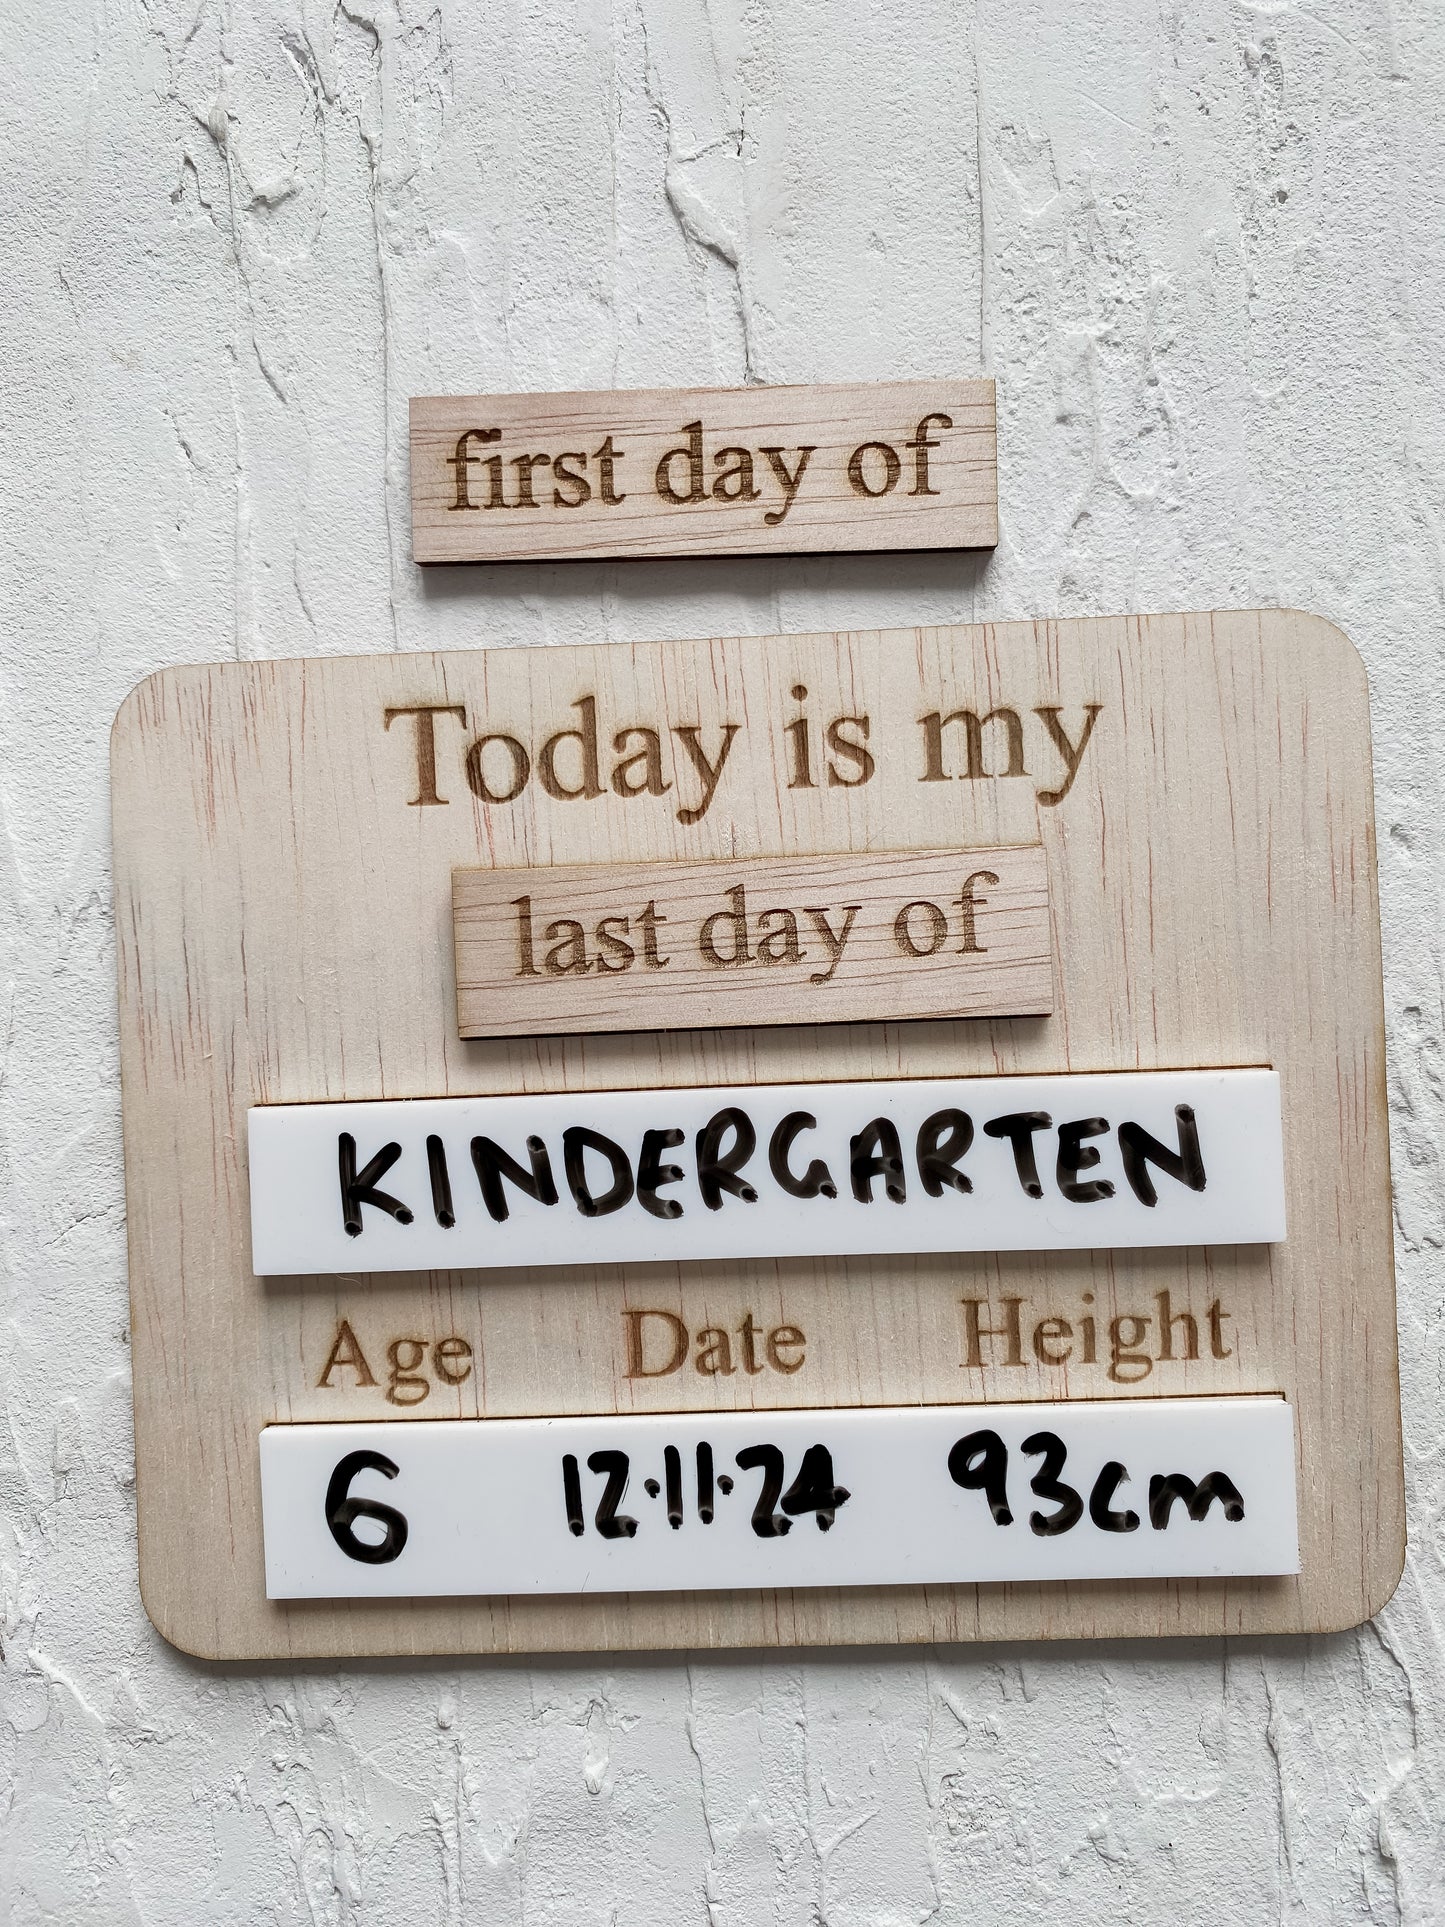 first day of
Today is my
last day of
KINDERGARTEN
Age Date Height
6 12·11·24 93cm